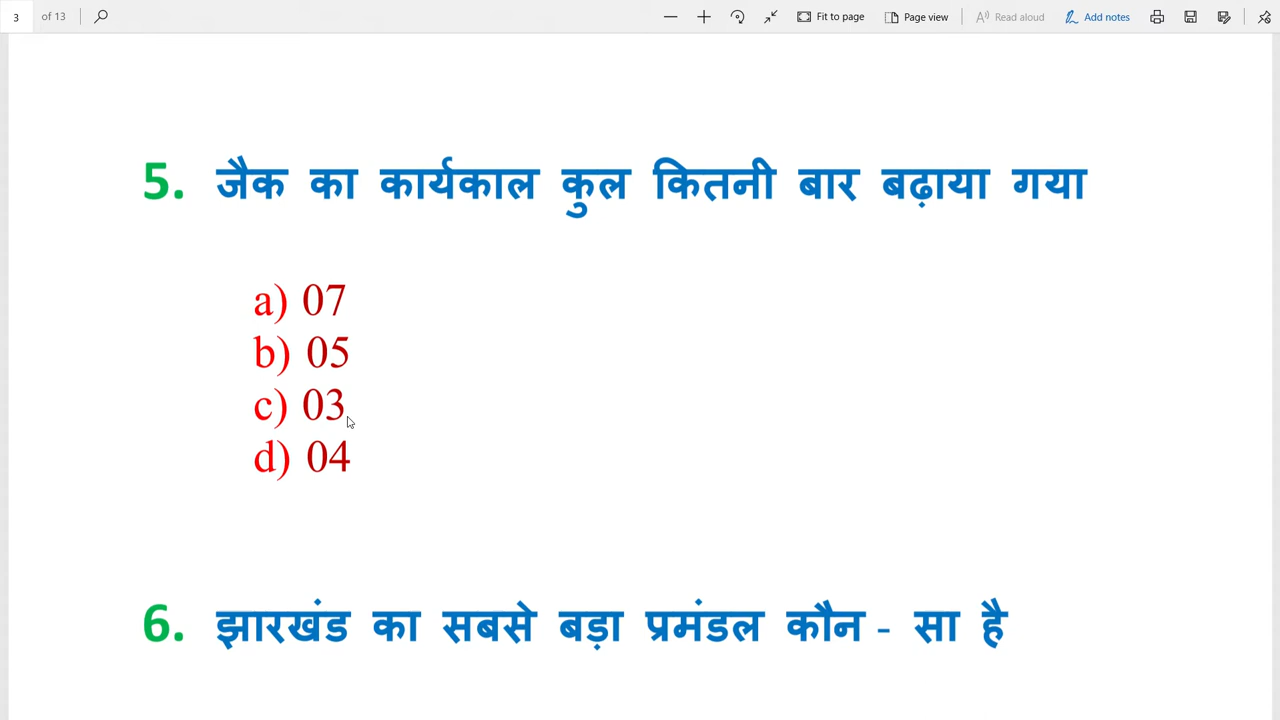 3 of 13 Fit to page Page view Read aloud Add notes
5. जैक का कार्यकाल कुल कितनी बार बढ़ाया गया
a) 07
b) 05
c) 03
d) 04
6. झारखंड का सबसे बड़ा प्रमंडल कौन - सा है